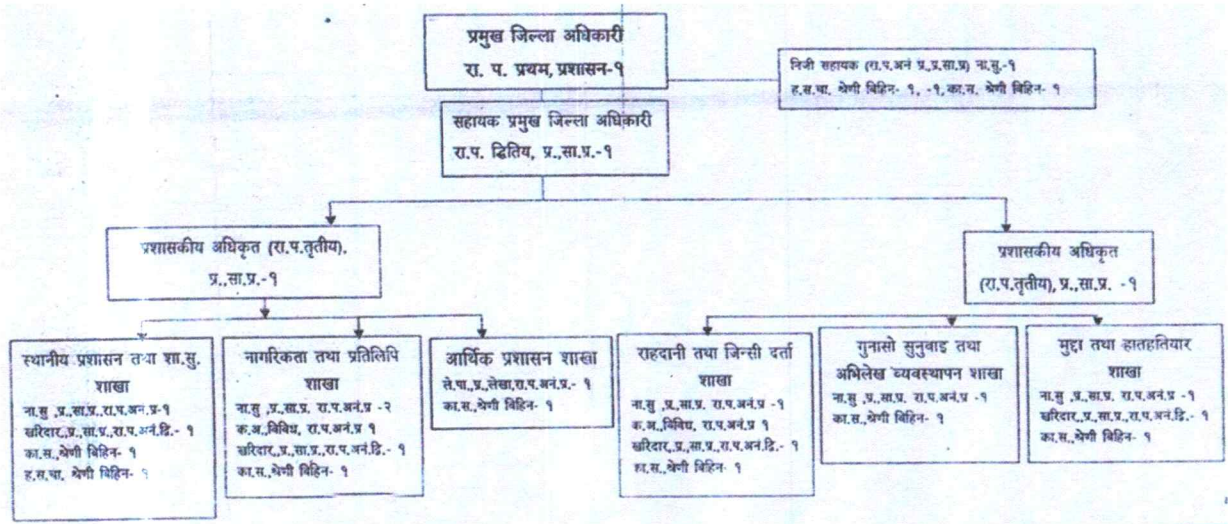 प्रमुख जिल्ला अधिकारी
रा. प. प्रथम, प्रशासन-१
निजी सहायक (रा.प.अनं प्र.,प्र.सा.प्र) ना.सु.-१
ह.स.चा. श्रेणी बिहिन- १, -१, का.स. श्रेणी बिहिन- १
सहायक प्रमुख जिल्ला अधिकारी
रा.प. द्धितिय, प्र.,सा.प्र.-१
प्रशासकीय अधिकृत (रा.प.तृतीय).
प्र.,सा.प्र.-१
प्रशासकीय अधिकृत
(रा.प.तृतीय), प्र.,सा.प्र. -१
स्थानीय प्रशासन तथा शा.सु.
शाखा
ना.सु .,प्र.,सा.प्र.,रा.प.अनं.प्र-१
खरिदार,.प्र.,सा.प्र.,रा.प.अनं.द्वि.- १
का.स.,श्रेणी बिहिन- १
ह.स.चा. श्रेणी बिहिन- १
नागरिकता तथा प्रतिलिपि
शाखा
ना.सु .,प्र.,सा.प्र. रा.प.अनं.प्र -२
क.अ.,विविध, रा.प.अनं.प्र १
खरिदार,.प्र.,सा.प्र.,रा.प.अनं.द्वि.- १
का.स.,श्रेणी बिहिन- १
आर्थिक प्रशासन शाखा
ले.पा.,प्र.,लेखा,रा.प.अनं.प्र.- १
का.स.,श्रेणी बिहिन- १
राहदानी तथा जिन्सी दर्ता
शाखा
ना.सु .,प्र.,सा.प्र. रा.प.अनं.प्र -१
क.अ.,विविध, रा.प.अनं.प्र १
खरिदार,.प्र.,सा.प्र.,रा.प.अनं.द्वि.- १
का.स.,श्रेणी बिहिन- १
गुनासो सुनुवाइ तथा
अभिलेख व्यवस्थापन शाखा
ना.सु .,प्र.,सा.प्र. रा.प.अनं.प्र -१
का.स.,श्रेणी बिहिन- १
मुद्दा तथा हातहतियार
शाखा
ना.सु .,प्र.,सा.प्र. रा.प.अनं.प्र -१
खरिदार,.प्र.,सा.प्र.,रा.प.अनं.द्वि.- १
का.स.,श्रेणी बिहिन- १